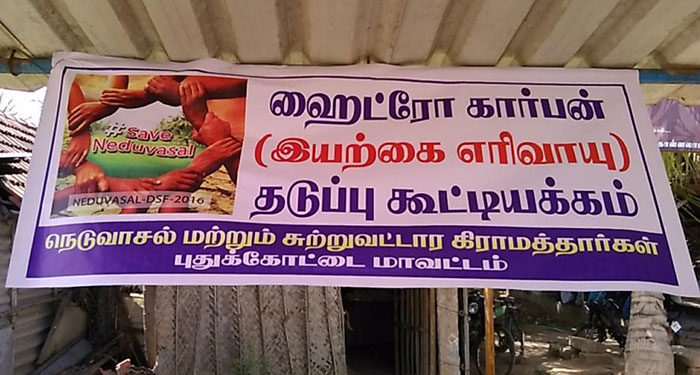 #Save
Neduvasal
NEDUVASAL-DSF-2016
ஹைட்ரோ கார்பன்
(இயற்கை எரிவாயு)
தடுப்பு கூட்டியக்கம்
நெடுவாசல் மற்றும் சுற்றுவட்டார கிராமத்தார்கள்
புதுக்கோட்டை மாவட்டம்